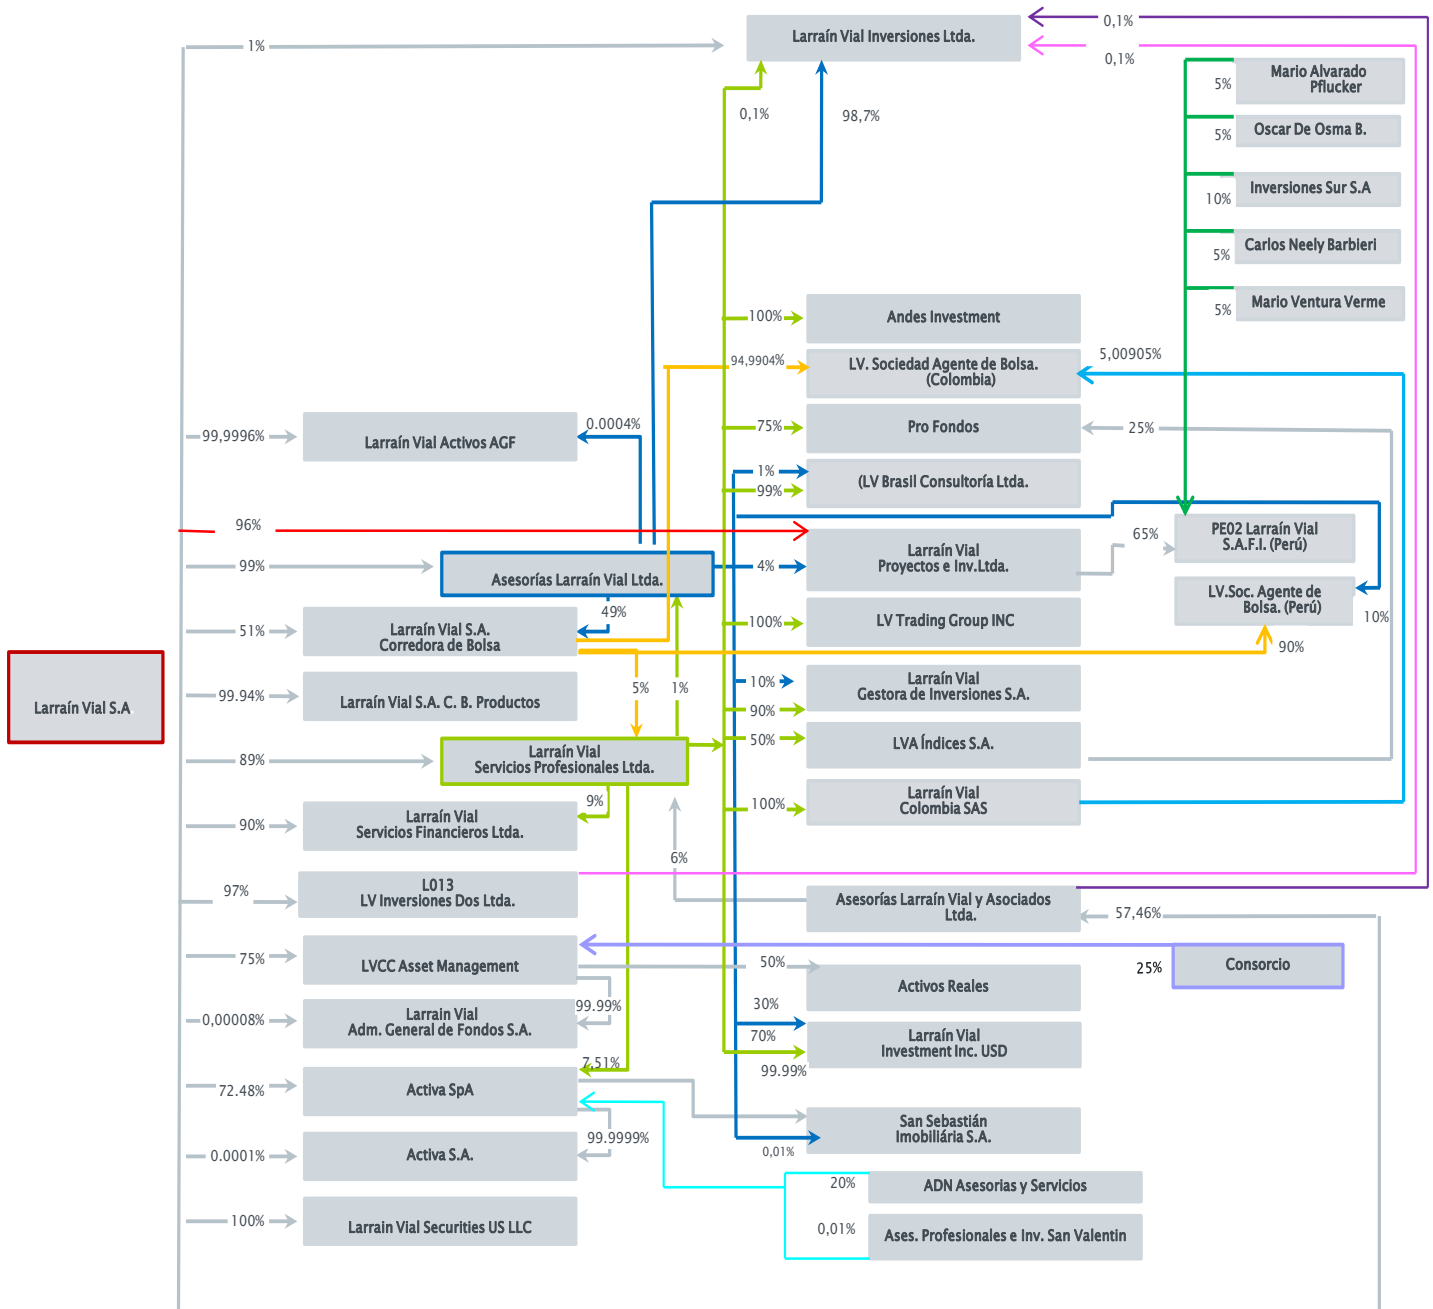 0,1%
Larraín Vial Inversiones Ltda.
1%
0,1%
Mario Alvarado
Pflucker
5%
0,1%
98,7%
Oscar De Osma B.
5%
Inversiones Sur S.A
10%
Carlos Neely Barbieri
5%
Mario Ventura Verme
5%
100%
Andes Investment
94,9904%
LV. Sociedad Agente de Bolsa.
(Colombia)
5,00905%
99,9996%
Larraín Vial Activos AGF
0.0004%
75%
Pro Fondos
25%
1%
99%
(LV Brasil Consultoría Ltda.
96%
Larraín Vial
Proyectos e Inv.Ltda.
65%
PE02 Larraín Vial
S.A.F.I. (Perú)
99%
Asesorías Larraín Vial Ltda.
4%
LV.Soc. Agente de
Bolsa. (Perú)
10%
49%
51%
Larraín Vial S.A.
Corredora de Bolsa
100%
LV Trading Group INC
90%
Larraín Vial S.A
99.94%
Larraín Vial S.A. C. B. Productos
5%
1%
10%
90%
Larraín Vial
Gestora de Inversiones S.A.
89%
Larraín Vial
Servicios Profesionales Ltda.
50%
LVA Índices S.A.
9%
90%
Larraín Vial
Servicios Financieros Ltda.
100%
Larraín Vial
Colombia SAS
6%
97%
L013
LV Inversiones Dos Ltda.
Asesorías Larraín Vial y Asociados
Ltda.
57,46%
75%
LVCC Asset Management
50%
Activos Reales
25%
Consorcio
99.99%
0,00008%
Larrain Vial
Adm. General de Fondos S.A.
30%
70%
Larraín Vial
Investment Inc. USD
99.99%
7,51%
72.48%
Activa SpA
San Sebastián
Imobiliária S.A.
0,01%
99.9999%
0.0001%
Activa S.A.
20%
ADN Asesorias y Servicios
100%
Larrain Vial Securities US LLC
0,01%
Ases. Profesionales e Inv. San Valentin